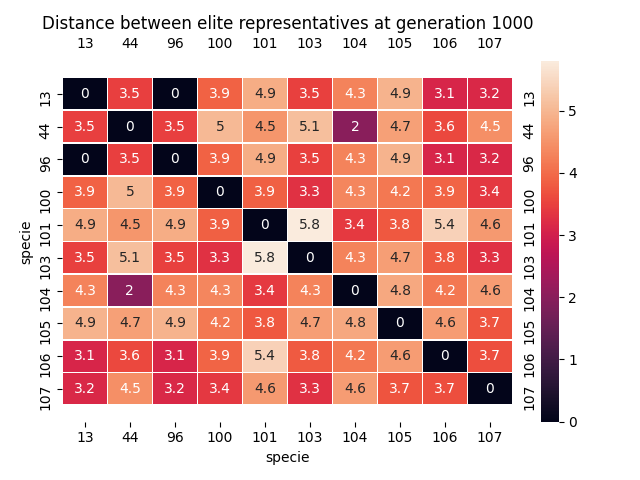 Distance between elite representatives at generation 1000
13 44 96 100 101 103 104 105 106 107
13 0 3.5 0 3.9 4.9 3.5 4.3 4.9 3.1 3.2 13
44 3.5 0 3.5 5 4.5 5.1 2 4.7 3.6 4.5 44
96 0 3.5 0 3.9 4.9 3.5 4.3 4.9 3.1 3.2 96
100 3.9 5 3.9 0 3.9 3.3 4.3 4.2 3.9 3.4 100
101 4.9 4.5 4.9 3.9 0 5.8 3.4 3.8 5.4 4.6 101
103 3.5 5.1 3.5 3.3 5.8 0 4.3 4.7 3.8 3.3 103
104 4.3 2 4.3 4.3 3.4 4.3 0 4.8 4.2 4.6 104
105 4.9 4.7 4.9 4.2 3.8 4.7 4.8 0 4.6 3.7 105
106 3.1 3.6 3.1 3.9 5.4 3.8 4.2 4.6 0 3.7 106
107 3.2 4.5 3.2 3.4 4.6 3.3 4.6 3.7 3.7 0 107
13 44 96 100 101 103 104 105 106 107
specie
specie
5
4
3
2
1
0